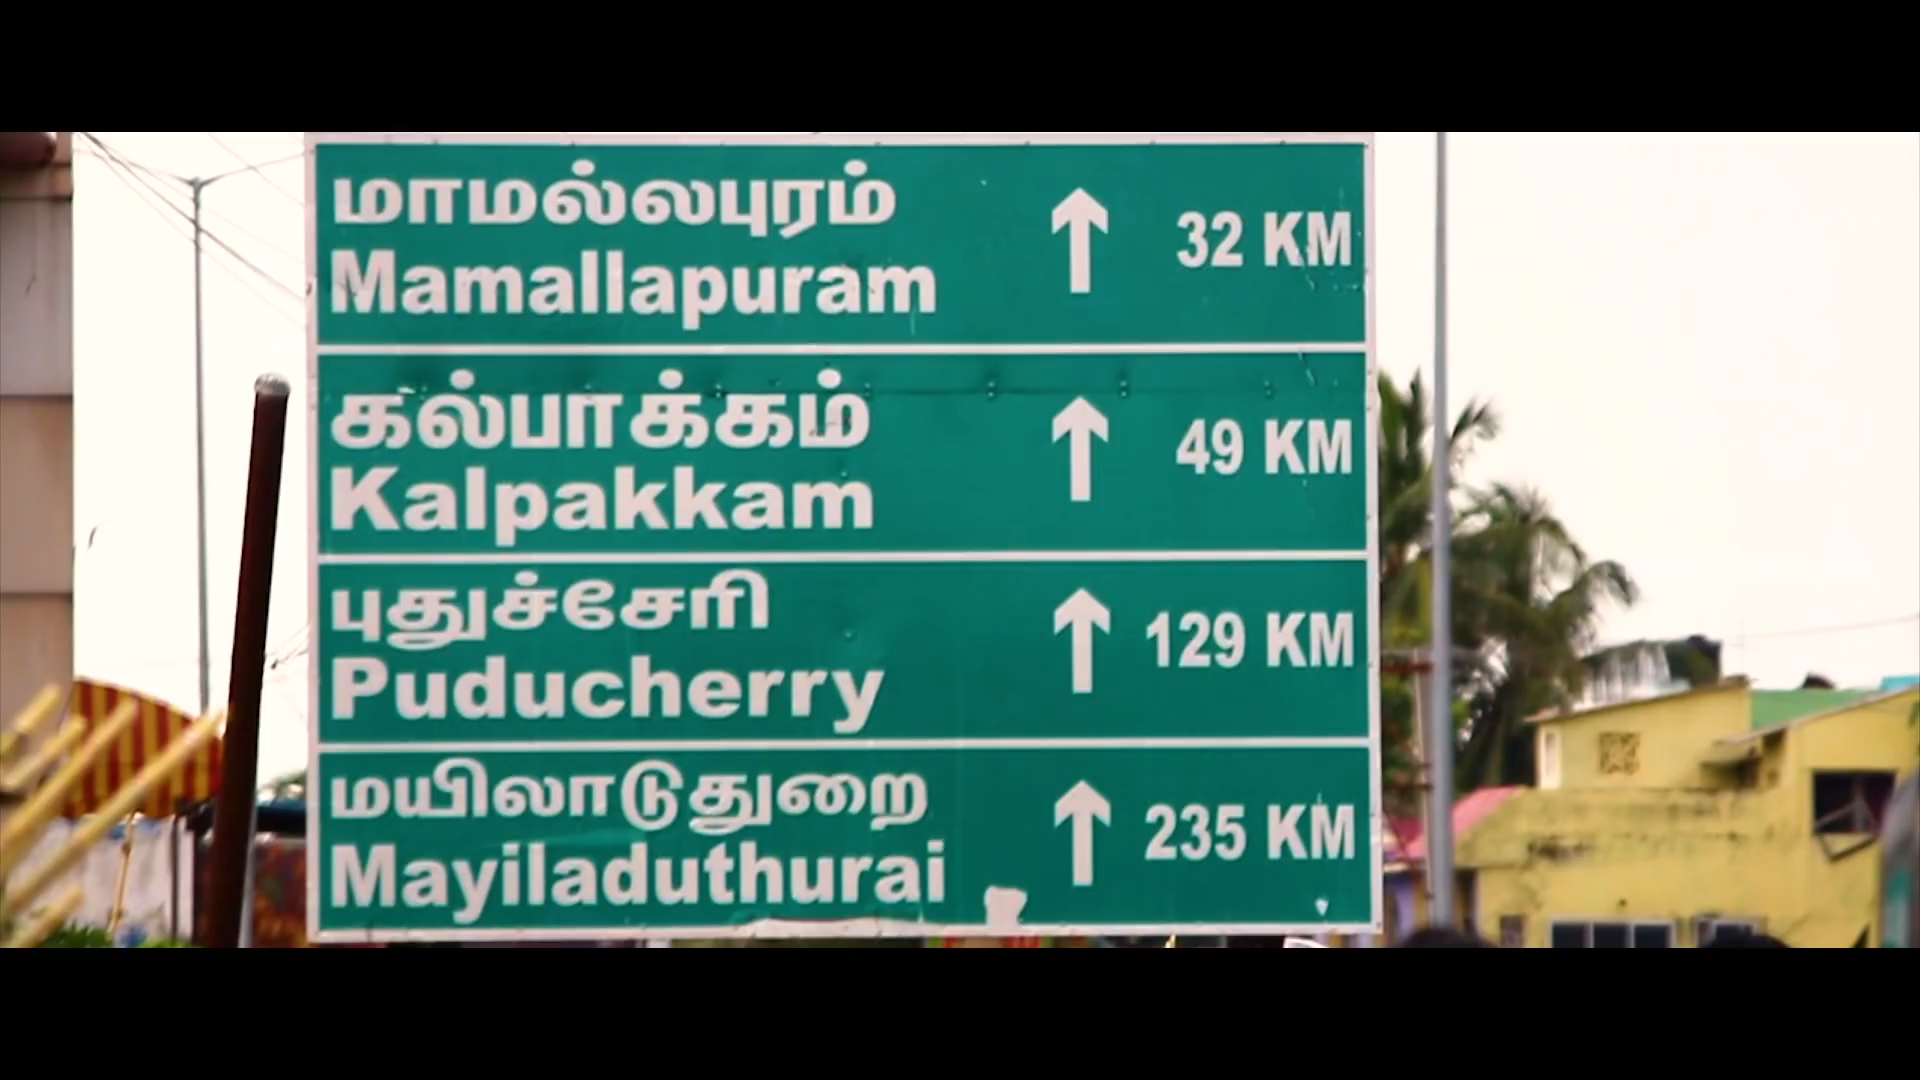 மாமல்லபுரம்
Mamallapuram
↑ 32 KM
கல்பாக்கம்
Kalpakkam
↑ 49 KM
புதுச்சேரி
Puducherry
↑ 129 KM
மயிலாடுதுறை
Mayiladuthurai
↑ 235 KM